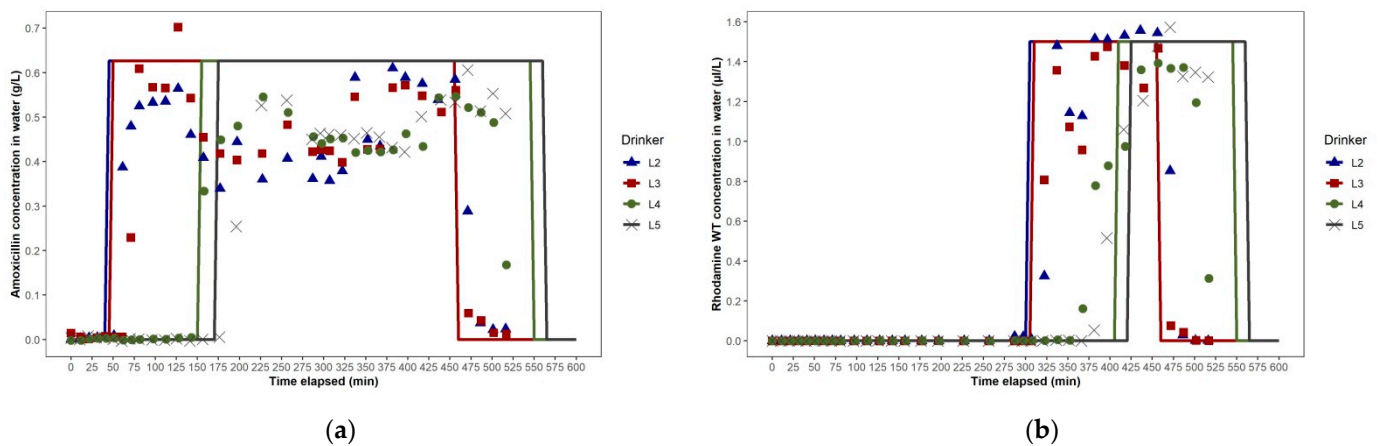 Amoxicillin concentration in water (g/L)
0.7
0.6
0.5
0.4
0.3
0.2
0.1
0.0
0 25 50 75 100 125 150 175 200 225 250 275 300 325 350 375 400 425 450 475 500 525 550 575 600
Time elapsed (min)
Drinker
L2
L3
L4
L5
(a)
Rhodamine WT concentration in water (µl/L)
1.6
1.4
1.2
1.0
0.8
0.6
0.4
0.2
0.0
0 25 50 75 100 125 150 175 200 225 250 275 300 325 350 375 400 425 450 475 500 525 550 575 600
Time elapsed (min)
Drinker
L2
L3
L4
L5
(b)